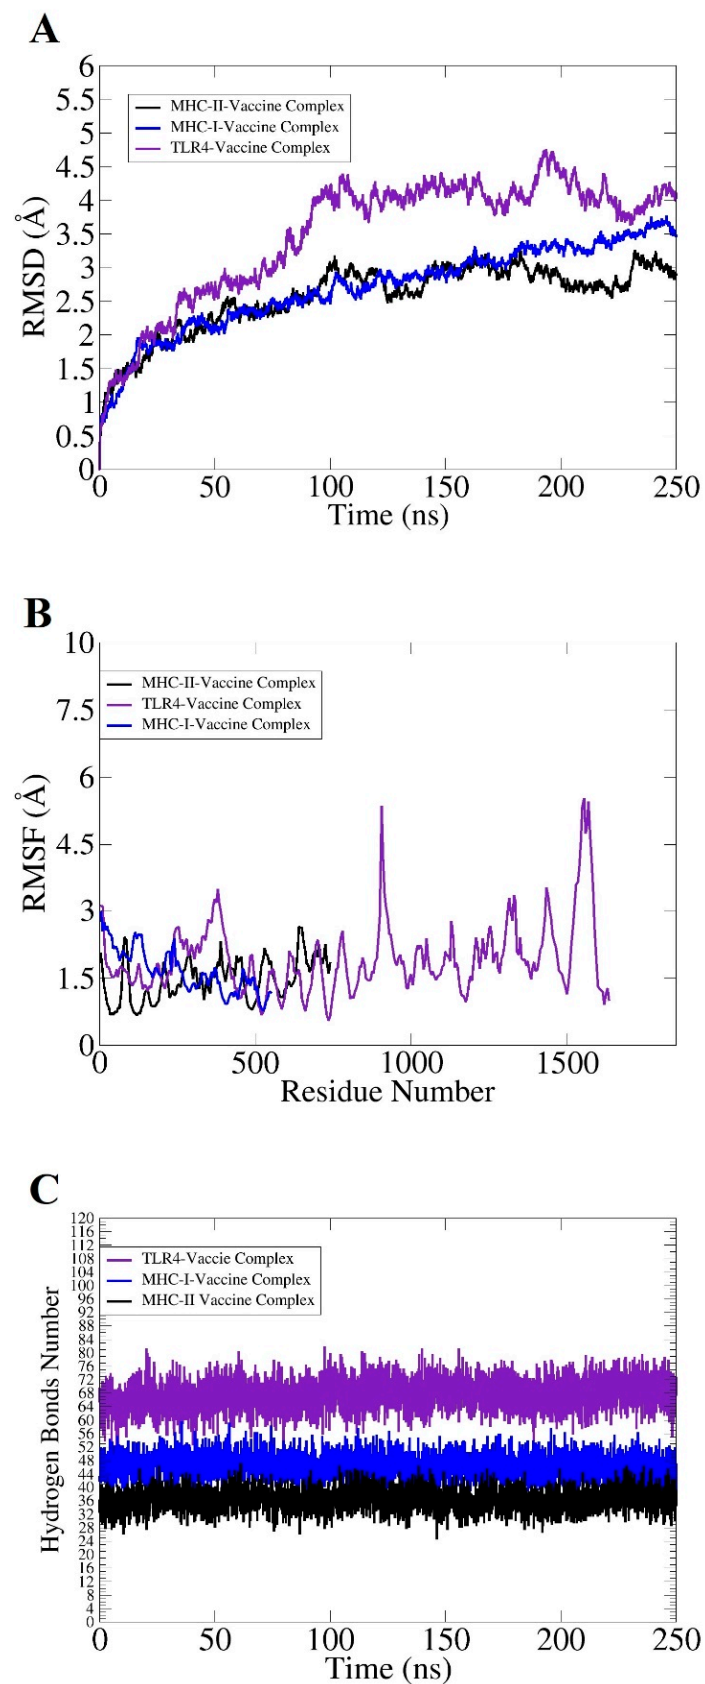 A
6
5.5
5
4.5
4
3.5
3
2.5
2
1.5
1
0.5
0
RMSD (Å)
MHC-II-Vaccine Complex
MHC-I-Vaccine Complex
TLR4-Vaccine Complex
0 50 100 150 200 250
Time (ns)
B
10
7.5
6
4.5
3
1.5
0
RMSF (Å)
MHC-II-Vaccine Complex
TLR4-Vaccine Complex
MHC-I-Vaccine Complex
0 500 1000 1500
Residue Number
C
120
116
112
108
104
100
96
92
88
84
80
76
72
68
64
60
56
52
48
44
40
36
32
28
24
20
16
12
8
4
0
Hydrogen Bonds Number
TLR4-Vaccie Complex
MHC-I-Vaccine Complex
MHC-II Vaccine Complex
0 50 100 150 200 250
Time (ns)